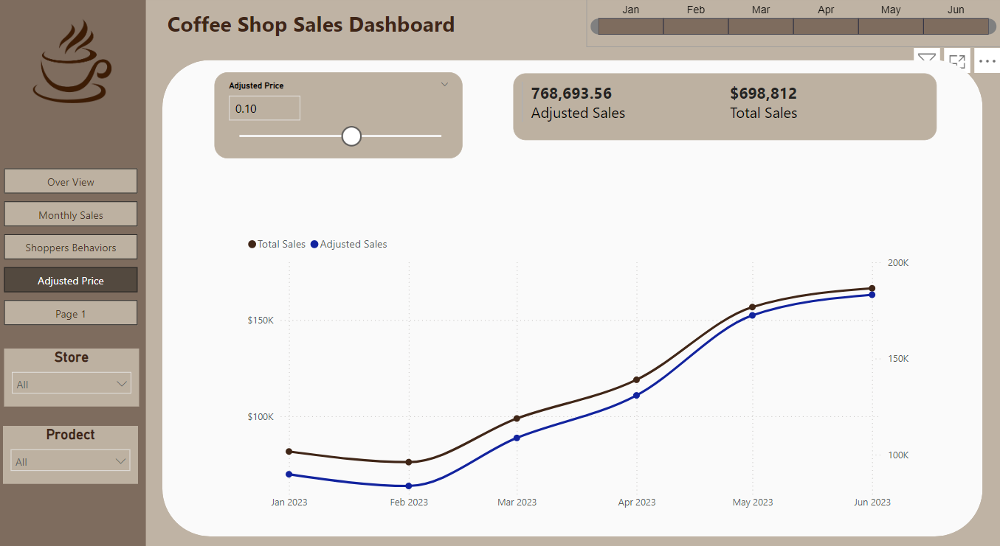 Coffee Shop Sales Dashboard
Jan Feb Mar Apr May Jun
Adjusted Price
0.10
768,693.56
Adjusted Sales
$698,812
Total Sales
Over View
Monthly Sales
Shoppers Behaviors
Adjusted Price
Page 1
Store
All
Prodect
All
Total Sales Adjusted Sales
200K
$150K
150K
$100K
100K
Jan 2023 Feb 2023 Mar 2023 Apr 2023 May 2023 Jun 2023